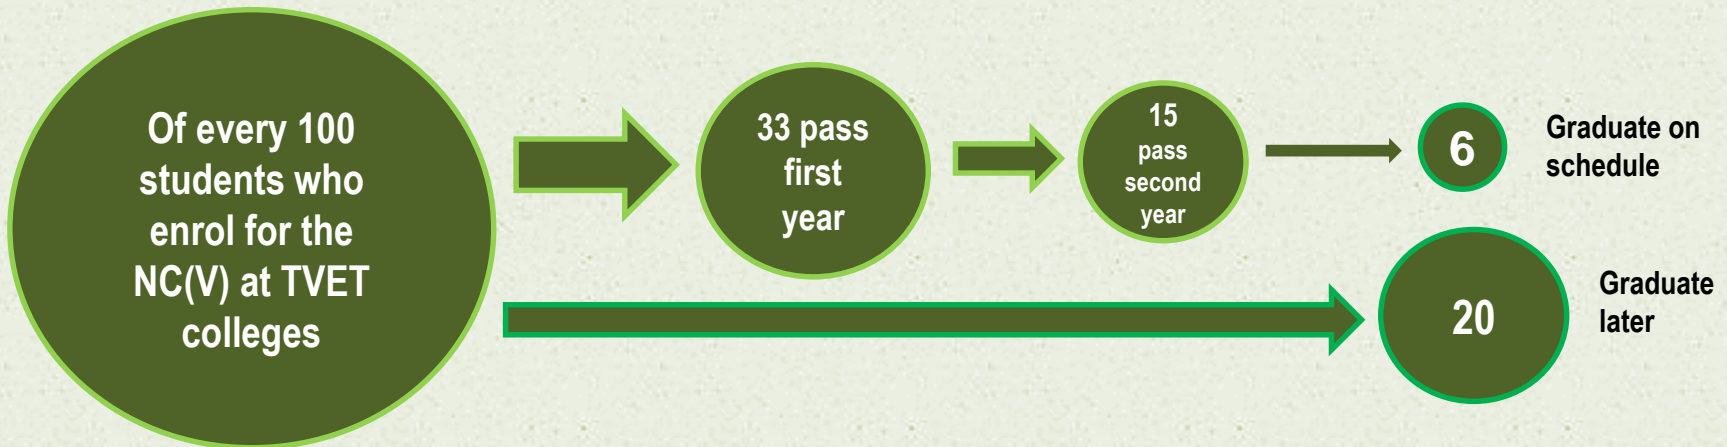 Of every 100
students who
enrol for the
NC(V) at TVET
colleges
33 pass
first
year
15
pass
second
year
6
Graduate on
schedule
20
Graduate
later